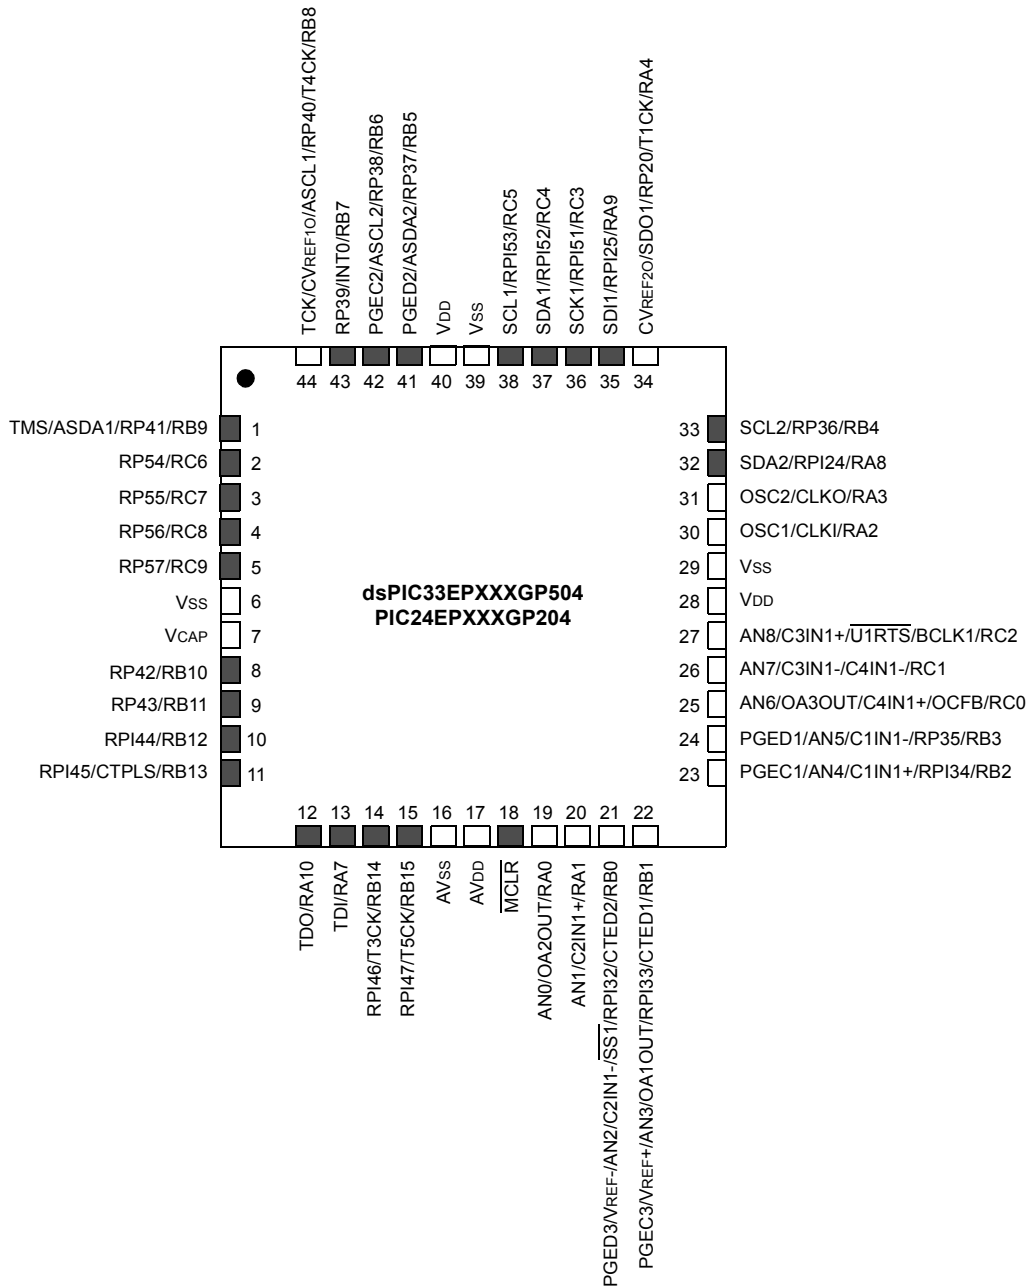 TCK/CVREF1O/ASCL1/RP40/T4CK/RB8
RP39/INT0/RB7
PGEC2/ASCL2/RP38/RB6
PGED2/ASDA2/RP37/RB5
VDD
VSS
SCL1/RPI53/RC5
SDA1/RPI52/RC4
SCK1/RPI51/RC3
SDI1/RPI25/RA9
CVREF2O/SDO1/RP20/T1CK/RA4
44 43 42 41 40 39 38 37 36 35 34
TMS/ASDA1/RP41/RB9 1
RP54/RC6 2
RP55/RC7 3
RP56/RC8 4
RP57/RC9 5
VSS 6
VCAP 7
RP42/RB10 8
RP43/RB11 9
RPI44/RB12 10
RPI45/CTPLS/RB13 11
dsPIC33EPXXXGP504
PIC24EPXXXGP204
33 SCL2/RP36/RB4
32 SDA2/RPI24/RA8
31 OSC2/CLKO/RA3
30 OSC1/CLKI/RA2
29 VSS
28 VDD
27 AN8/C3IN1+/U1RTS/BCLK1/RC2
26 AN7/C3IN1-/C4IN1-/RC1
25 AN6/OA3OUT/C4IN1+/OCFB/RC0
24 PGED1/AN5/C1IN1-/RP35/RB3
23 PGEC1/AN4/C1IN1+/RPI34/RB2
12 13 14 15 16 17 18 19 20 21 22
TDO/RA10
TDI/RA7
RPI46/T3CK/RB14
RPI47/T5CK/RB15
AVSS
AVDD
MCLR
AN0/OA2OUT/RA0
AN1/C2IN1+/RA1
PGED3/VREF-/AN2/C2IN1-/SS1/RPI32/CTED2/RB0
PGEC3/VREF+/AN3/OA1OUT/RPI33/CTED1/RB1